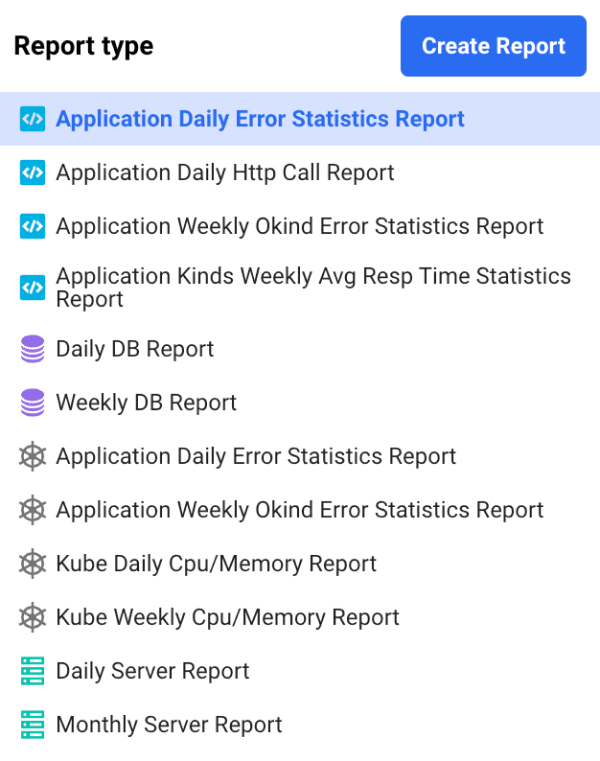 Report type
Create Report
</> Application Daily Error Statistics Report
</> Application Daily Http Call Report
</> Application Weekly Okind Error Statistics Report
</> Application Kinds Weekly Avg Resp Time Statistics
Report
Daily DB Report
Weekly DB Report
Application Daily Error Statistics Report
Application Weekly Okind Error Statistics Report
Kube Daily Cpu/Memory Report
Kube Weekly Cpu/Memory Report
Daily Server Report
Monthly Server Report